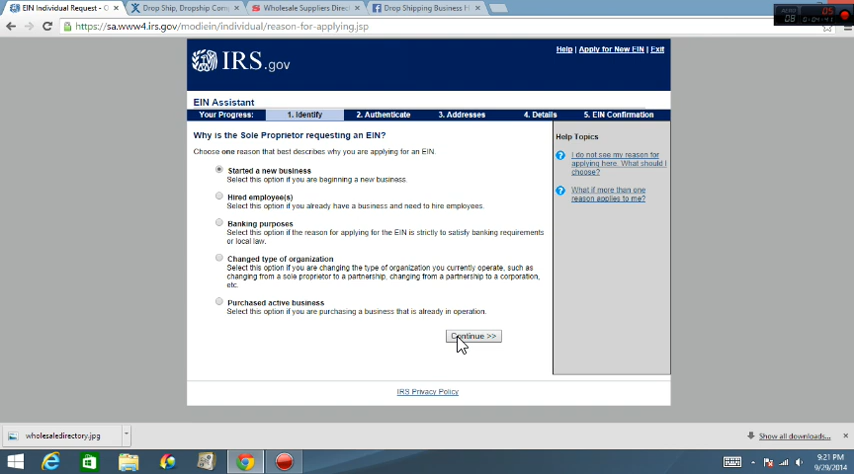 EIN Individual Request - O
Drop Ship, Dropship Com
Wholesale Suppliers Direc
Drop Shipping Business H
https://sa.www4.irs.gov/modiein/individual/reason-for-applying.jsp
IRS.gov
Help | Apply for New EIN | Exit
EIN Assistant
Your Progress: 1. Identify 2. Authenticate 3. Addresses 4. Details 5. EIN Confirmation
Why is the Sole Proprietor requesting an EIN?
Choose one reason that best describes why you are applying for an EIN.
Started a new business
Select this option if you are beginning a new business.
Hired employee(s)
Select this option if you already have a business and need to hire employees.
Banking purposes
Select this option if the reason for applying for the EIN is strictly to satisfy banking requirements
or local law.
Changed type of organization
Select this option if you are changing the type of organization you currently operate, such as
changing from a sole proprietor to a partnership, changing from a partnership to a corporation,
etc.
Purchased active business
Select this option if you are purchasing a business that is already in operation.
Continue >>
Help Topics
I do not see my reason for
applying here. What should I
choose?
What if more than one
reason applies to me?
IRS Privacy Policy
wholesaledirectory.jpg
Show all downloads...
9:21 PM
9/29/2014